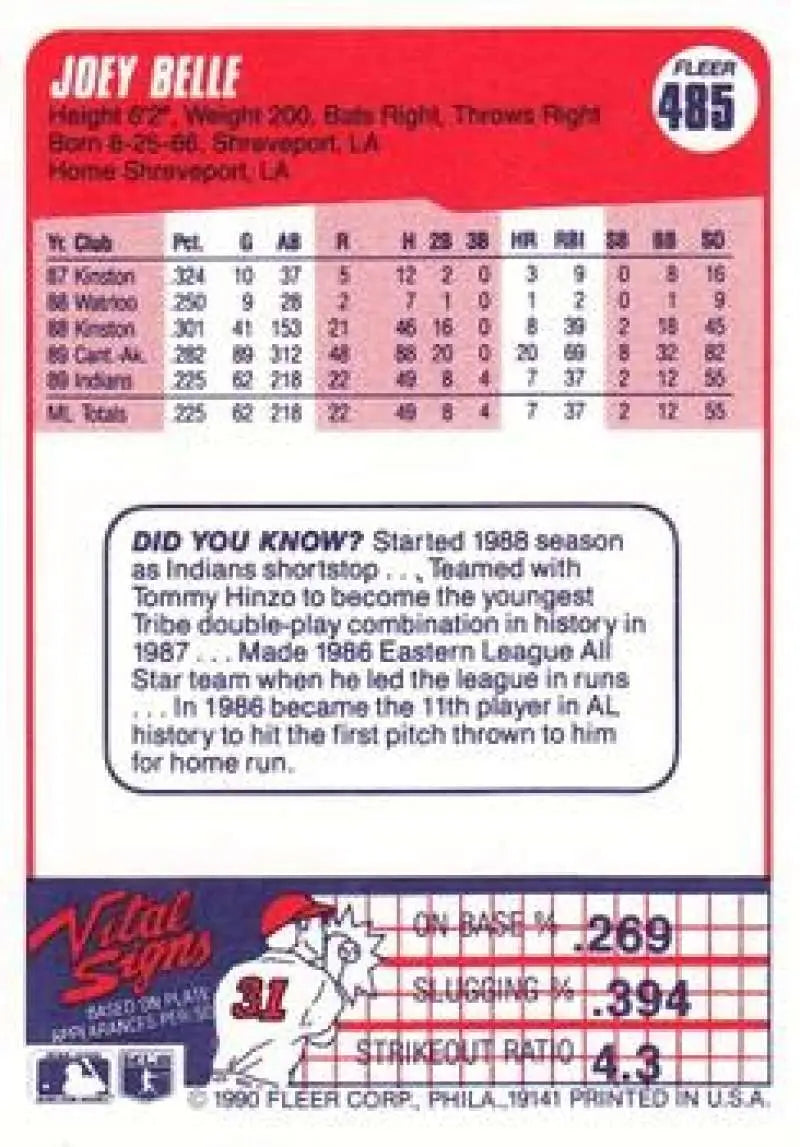 JOEY BELLE
FLEER
485
Height 6'2", Weight 200, Bats Right, Throws Right
Born 8-25-66, Shreveport, LA
Home Shreveport, LA
Yr. Club Pct. G AB R H 2B 3B HR RBI SB BB SO
87 Kinston .324 10 37 5 12 2 0 3 9 0 8 16
88 Watrloo .250 9 28 2 7 1 0 1 2 0 1 9
88 Kinston .301 41 153 21 46 16 0 8 39 2 18 45
89 Cant.-Ak. .282 89 312 48 88 20 0 20 69 8 32 82
89 Indians .225 62 218 22 49 8 4 7 37 2 12 55
ML Totals .225 62 218 22 49 8 4 7 37 2 12 55
DID YOU KNOW? Started 1988 season
as Indians shortstop . . . Teamed with
Tommy Hinzo to become the youngest
Tribe double-play combination in history in
1987 . . . Made 1986 Eastern League All
Star team when he led the league in runs
. . . In 1986 became the 11th player in AL
history to hit the first pitch thrown to him
for home run.
Vital
Signs
BASED ON PLATE
APPEARANCES PER SO
31
ON BASE % .269
SLUGGING % .394
STRIKEOUT RATIO 4.3
© 1990 FLEER CORP., PHILA., 19141 PRINTED IN U.S.A.